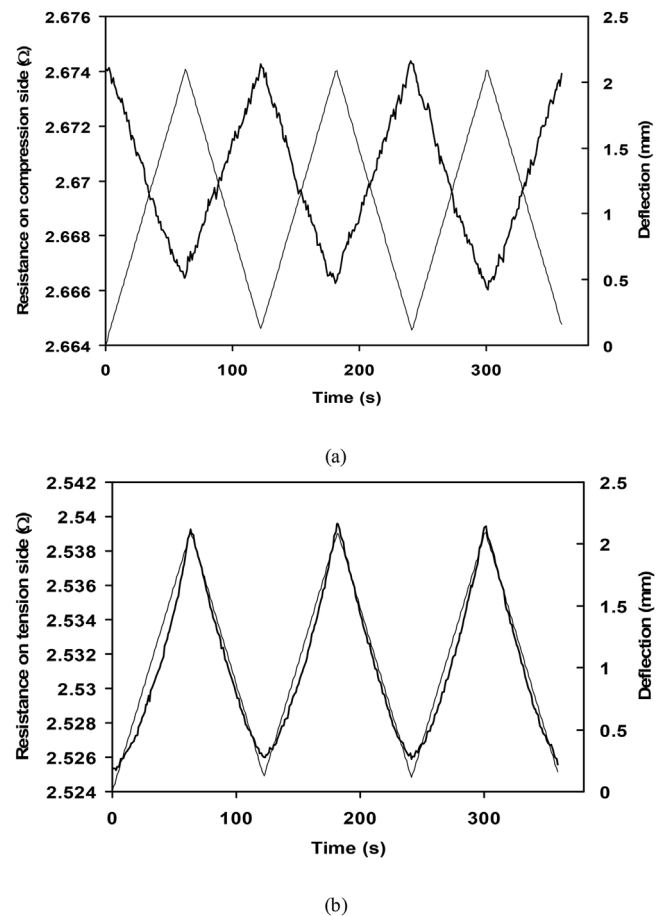 2.676
2.674
2.672
2.67
2.668
2.666
2.664
Resistance on compression side (Ω)
2.5
2
1.5
1
0.5
0
Deflection (mm)
0 100 200 300
Time (s)
(a)
2.542
2.54
2.538
2.536
2.534
2.532
2.53
2.528
2.526
2.524
Resistance on tension side (Ω)
2.5
2
1.5
1
0.5
0
Deflection (mm)
0 100 200 300
Time (s)
(b)